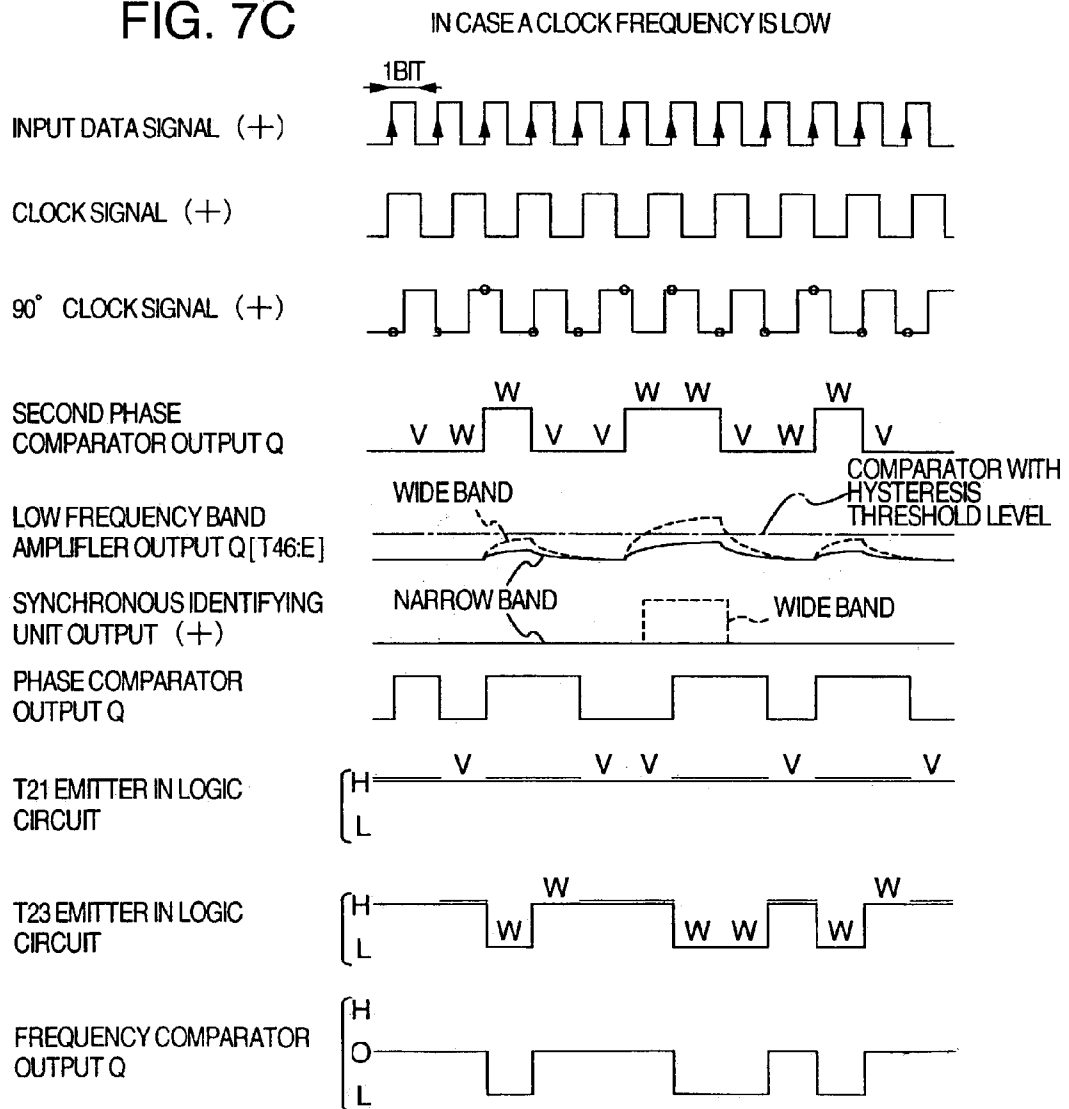 FIG. 7C
IN CASE A CLOCK FREQUENCY IS LOW
1BIT
INPUT DATA SIGNAL (+)
CLOCK SIGNAL (+)
90° CLOCK SIGNAL (+)
W W W W
SECOND PHASE
COMPARATOR OUTPUT Q
V W V V V W V
COMPARATOR WITH
HYSTERESIS
THRESHOLD LEVEL
WIDE BAND
LOW FREQUENCY BAND
AMPLIFLER OUTPUT Q [T46:E]
SYNCHRONOUS IDENTIFYING
UNIT OUTPUT (+)
NARROW BAND
WIDE BAND
PHASE COMPARATOR
OUTPUT Q
V V V V V
T21 EMITTER IN LOGIC
CIRCUIT
H
L
W W
T23 EMITTER IN LOGIC
CIRCUIT
H
L
W W W W
FREQUENCY COMPARATOR
OUTPUT Q
H
O
L